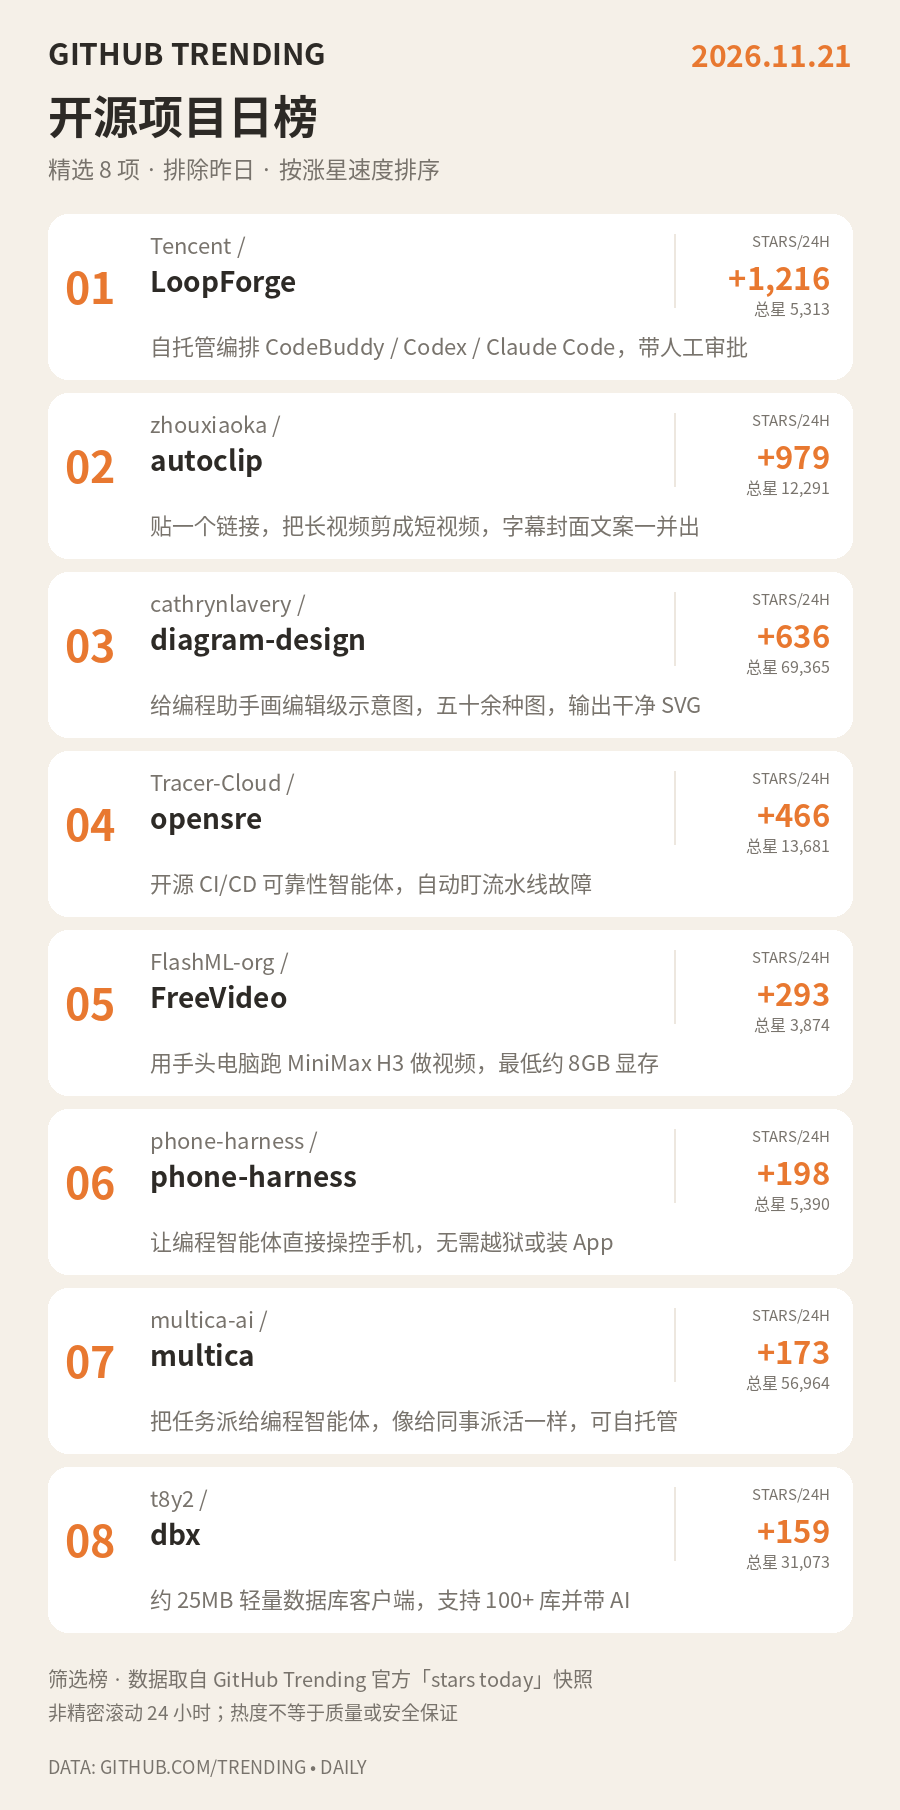 GITHUB TRENDING
2026.11.21
开源项目日榜
精选 8 项 · 排除昨日 · 按涨星速度排序
01
Tencent /
LoopForge
STARS/24H
+1,216
总星 5,313
自托管编排 CodeBuddy / Codex / Claude Code，带人工审批
02
zhouxiaoka /
autoclip
STARS/24H
+979
总星 12,291
贴一个链接，把长视频剪成短视频，字幕封面文案一并出
03
cathrynlavery /
diagram-design
STARS/24H
+636
总星 69,365
给编程助手画编辑级示意图，五十余种图，输出干净 SVG
04
Tracer-Cloud /
opensre
STARS/24H
+466
总星 13,681
开源 CI/CD 可靠性智能体，自动盯流水线故障
05
FlashML-org /
FreeVideo
STARS/24H
+293
总星 3,874
用手头电脑跑 MiniMax H3 做视频，最低约 8GB 显存
06
phone-harness /
phone-harness
STARS/24H
+198
总星 5,390
让编程智能体直接操控手机，无需越狱或装 App
07
multica-ai /
multica
STARS/24H
+173
总星 56,964
把任务派给编程智能体，像给同事派活一样，可自托管
08
t8y2 /
dbx
STARS/24H
+159
总星 31,073
约 25MB 轻量数据库客户端，支持 100+ 库并带 AI
筛选榜 · 数据取自 GitHub Trending 官方「stars today」快照
非精密滚动 24 小时；热度不等于质量或安全保证
DATA: GITHUB.COM/TRENDING • DAILY